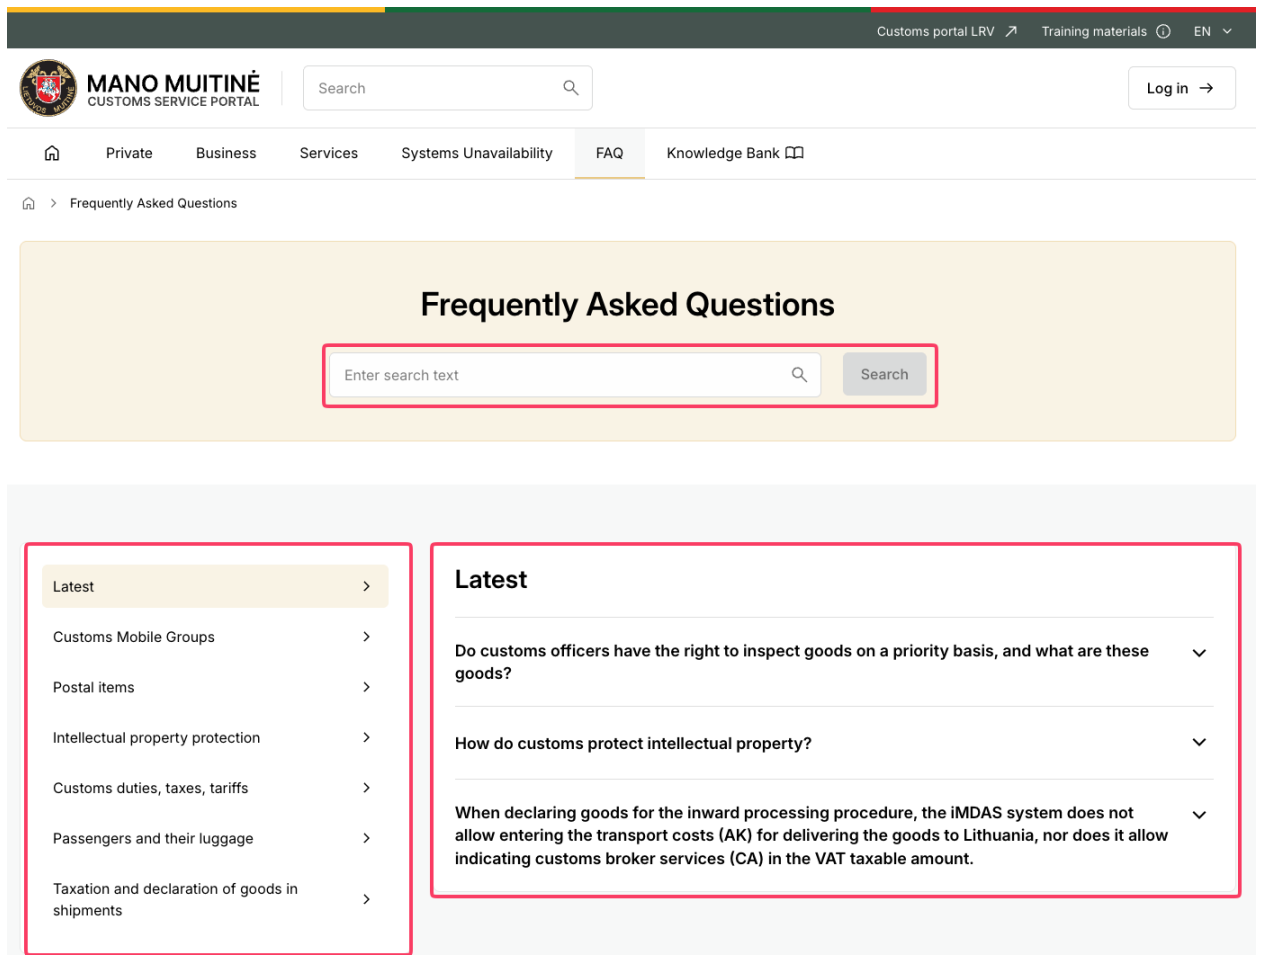 Customs portal LRV
Training materials
EN
LIETUVOS MUITINĖ
MANO MUITINĖ
CUSTOMS SERVICE PORTAL
Search
Log in
Private
Business
Services
Systems Unavailability
FAQ
Knowledge Bank
Frequently Asked Questions
Frequently Asked Questions
Enter search text
Search
Latest
Customs Mobile Groups
Postal items
Intellectual property protection
Customs duties, taxes, tariffs
Passengers and their luggage
Taxation and declaration of goods in
shipments
Latest
Do customs officers have the right to inspect goods on a priority basis, and what are these
goods?
How do customs protect intellectual property?
When declaring goods for the inward processing procedure, the iMDAS system does not
allow entering the transport costs (AK) for delivering the goods to Lithuania, nor does it allow
indicating customs broker services (CA) in the VAT taxable amount.